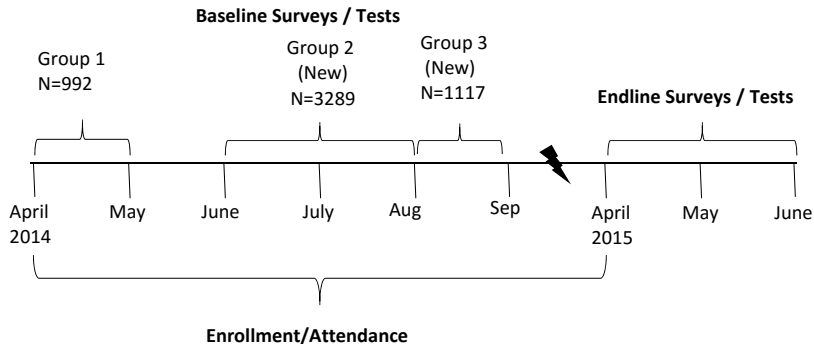 Baseline Surveys / Tests
Group 1
N=992
Group 2
(New)
N=3289
Group 3
(New)
N=1117
Endline Surveys / Tests
April
2014
May
June
July
Aug
Sep
April
2015
May
June
Enrollment/Attendance